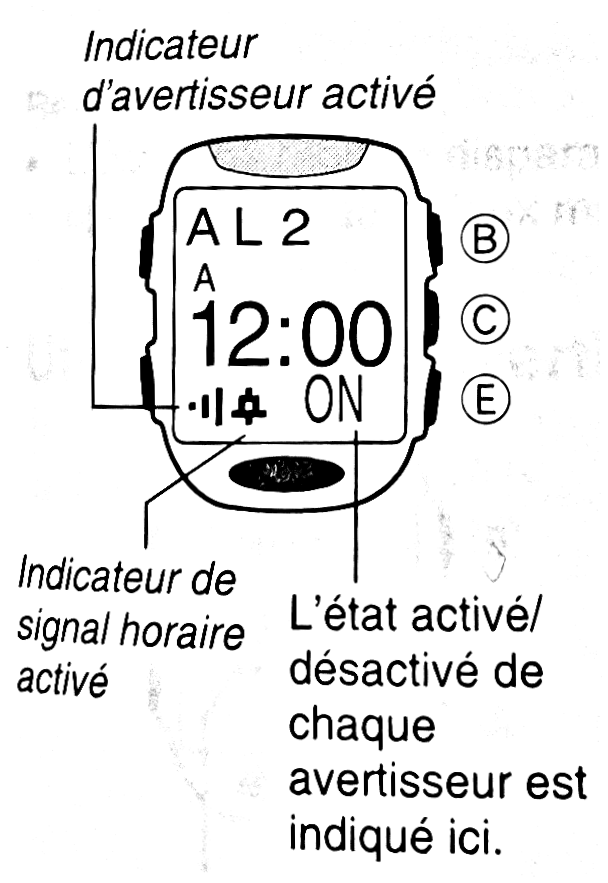 Indicateur
d'avertisseur activé
AL 2
A
12:00
ON
B
C
E
Indicateur de
signal horaire
activé
L'état activé/
désactivé de
chaque
avertisseur est
indiqué ici.